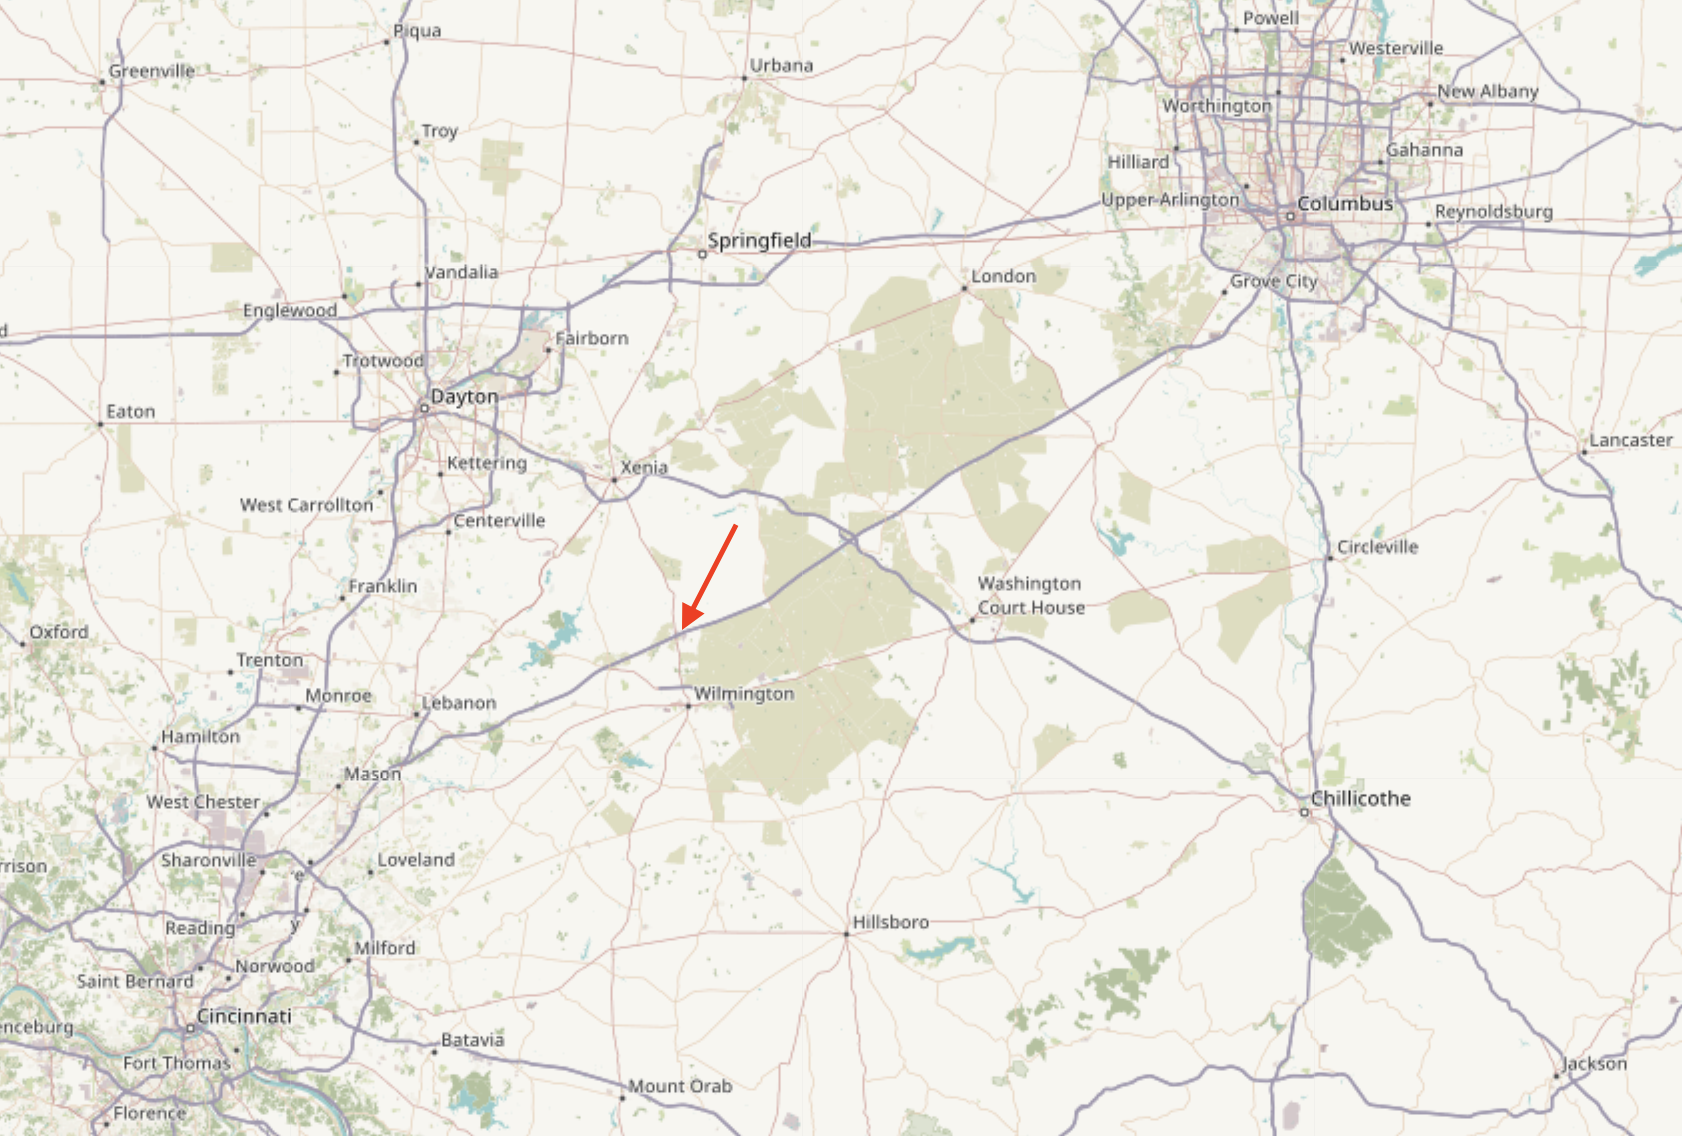 Powell
Piqua
Westerville
Urbana
Greenville
New Albany
Worthington
Troy
Gahanna
Hilliard
Upper Arlington
Columbus
Reynoldsburg
Springfield
Vandalia
London
Grove City
Englewood
d
Fairborn
Trotwood
Dayton
Eaton
Lancaster
Kettering
Xenia
West Carrollton
Centerville
Circleville
Franklin
Washington
Court House
Oxford
Trenton
Monroe
Wilmington
Lebanon
Hamilton
Mason
West Chester
Chillicothe
Sharonville
Loveland
rrison
e
Hillsboro
Reading
y
Milford
Norwood
Saint Bernard
Cincinnati
enceburg
Batavia
Fort Thomas
Jackson
Mount Orab
Florence